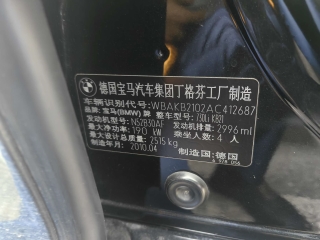 德国宝马汽车集团丁格芬工厂制造
车辆识别代号: WBAKB2102AC412687
品牌: 宝马(BMW) 牌 整车型号: 730Li KB21
发动机型号: N52B30AF 发动机排量: 2996 ml
最大净功率: 190 kW 乘坐人数: 4 人
最大总质量: 2515 kg
制造年月: 2010.04 制造国: 德国